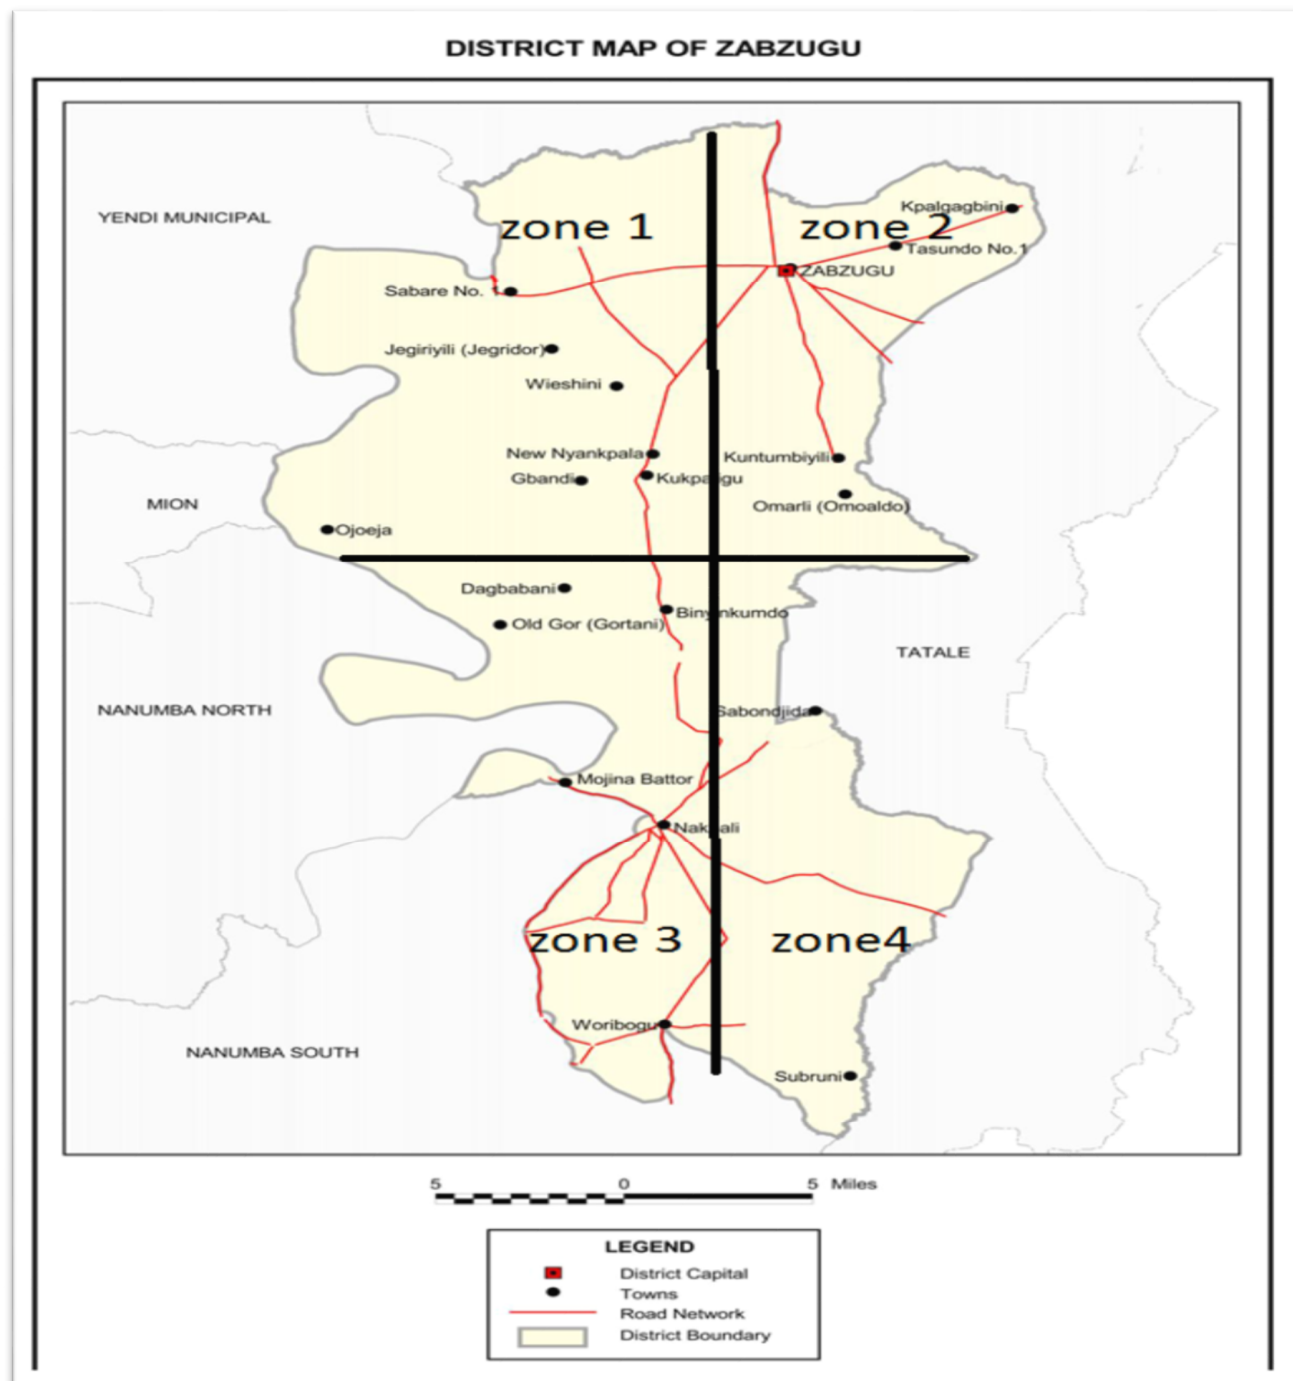 DISTRICT MAP OF ZABZUGU
YENDI MUNICIPAL
zone 1
zone 2
Kpalgagbini
Tasundo No.1
ZABZUGU
Sabare No. 1
Jegiriyili (Jegridor)
Wieshini
New Nyankpala
Gbandi
Kuntumbiyili
MION
Omarli (Omoaldo)
Ojoeja
Dagbabani
Old Gor (Gortani)
TATALE
NANUMBA NORTH
Sabondjida
Mojina Battor
zone 3
zone4
Woribogu
NANUMBA SOUTH
Subruni
5 0 5 Miles
LEGEND
District Capital
Towns
Road Network
District Boundary